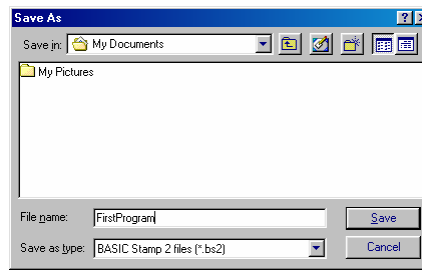 Save As
Save in: My Documents
My Pictures
File name: FirstProgram
Save
Save as type: BASIC Stamp 2 files (*.bs2)
Cancel